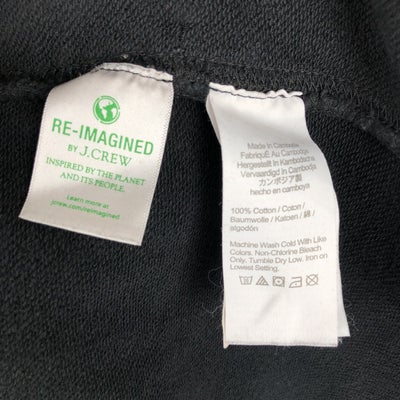 RE-IMAGINED
BY J.CREW
INSPIRED BY THE PLANET
AND ITS PEOPLE.
Learn more at
jcrew.com/reimagined
Made in Cambodia
Fabriqué Au Cambodge
Hergestellt in Kambodscha
Vervaardigd in Cambodja
カンボジア製
hecho en camboya
100% Cotton / Coton /
Baumwolle / Katoen / 綿 /
algodón
Machine Wash Cold With Like
Colors. Non-Chlorine Bleach
Only. Tumble Dry Low. Iron on
Lowest Setting.